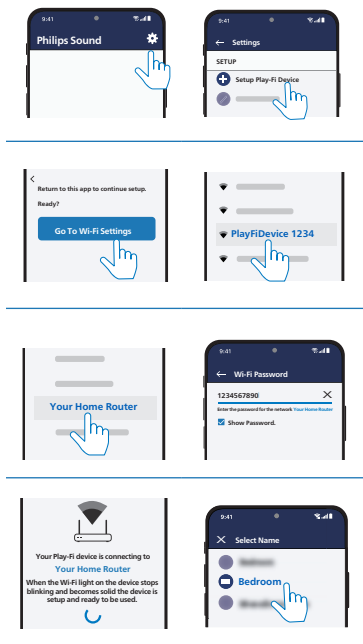 9:41
Philips Sound
9:41
Settings
SETUP
Setup Play-Fi Device
Return to this app to continue setup.
Ready?
Go To Wi-Fi Settings
PlayFiDevice 1234
Your Home Router
9:41
Wi-Fi Password
1234567890
Enter the password for the network Your Home Router
Show Password.
Your Play-Fi device is connecting to
Your Home Router
When the Wi-Fi light on the device stops
blinking and becomes solid the device is
setup and ready to be used.
9:41
Select Name
Bedroom